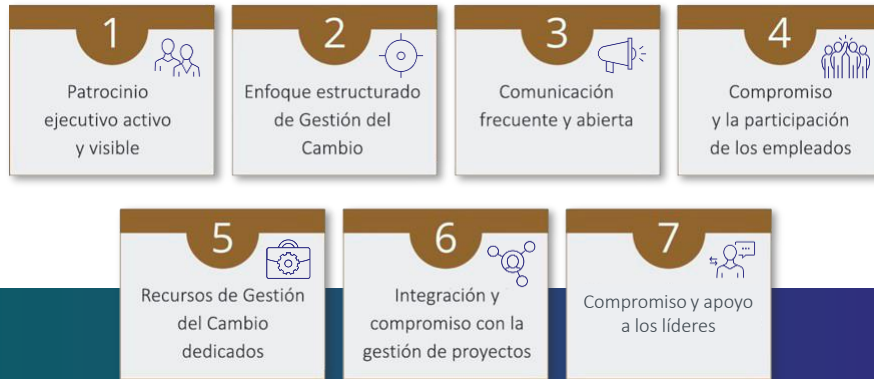 1
Patrocinio
ejecutivo activo
y visible
2
Enfoque estructurado
de Gestión del
Cambio
3
Comunicación
frecuente y abierta
4
Compromiso
y la participación
de los empleados
5
Recursos de Gestión
del Cambio
dedicados
6
Integración y
compromiso con la
gestión de proyectos
7
Compromiso y apoyo
a los líderes